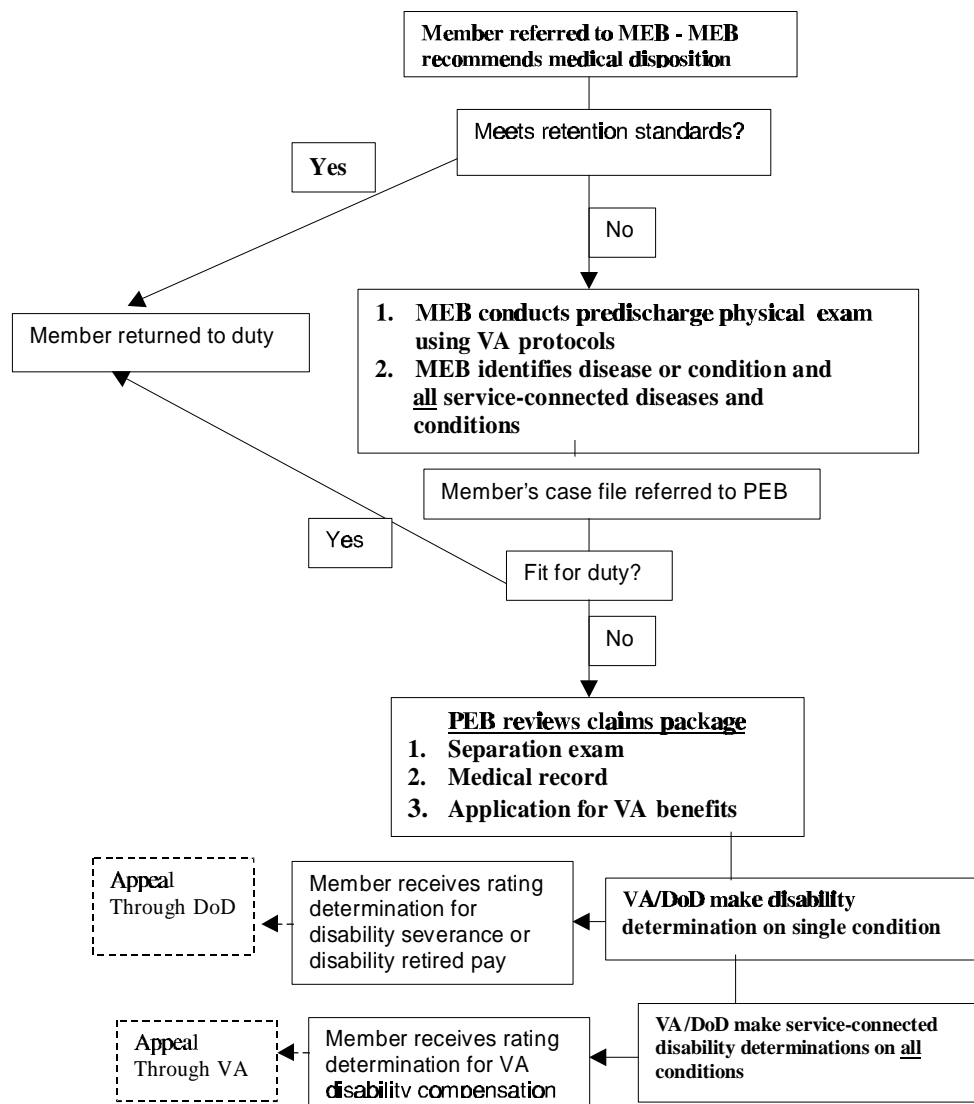 Member referred to MEB - MEB
recommends medical disposition
Meets retention standards?
Yes
No
Member returned to duty
1. MEB conducts predischarge physical exam
using VA protocols
2. MEB identifies disease or condition and
all service-connected diseases and
conditions
Member's case file referred to PEB
Yes
Fit for duty?
No
PEB reviews claims package
1. Separation exam
2. Medical record
3. Application for VA benefits
Appeal
Through DoD
Member receives rating
determination for
disability severance or
disability retired pay
VA/DoD make disability
determination on single condition
Appeal
Through VA
Member receives rating
determination for VA
disability compensation
VA/DoD make service-connected
disability determinations on all
conditions